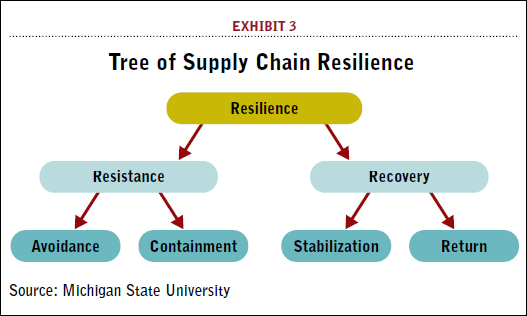 EXHIBIT 3
Tree of Supply Chain Resilience
Resilience
Resistance
Recovery
Avoidance
Containment
Stabilization
Return
Source: Michigan State University